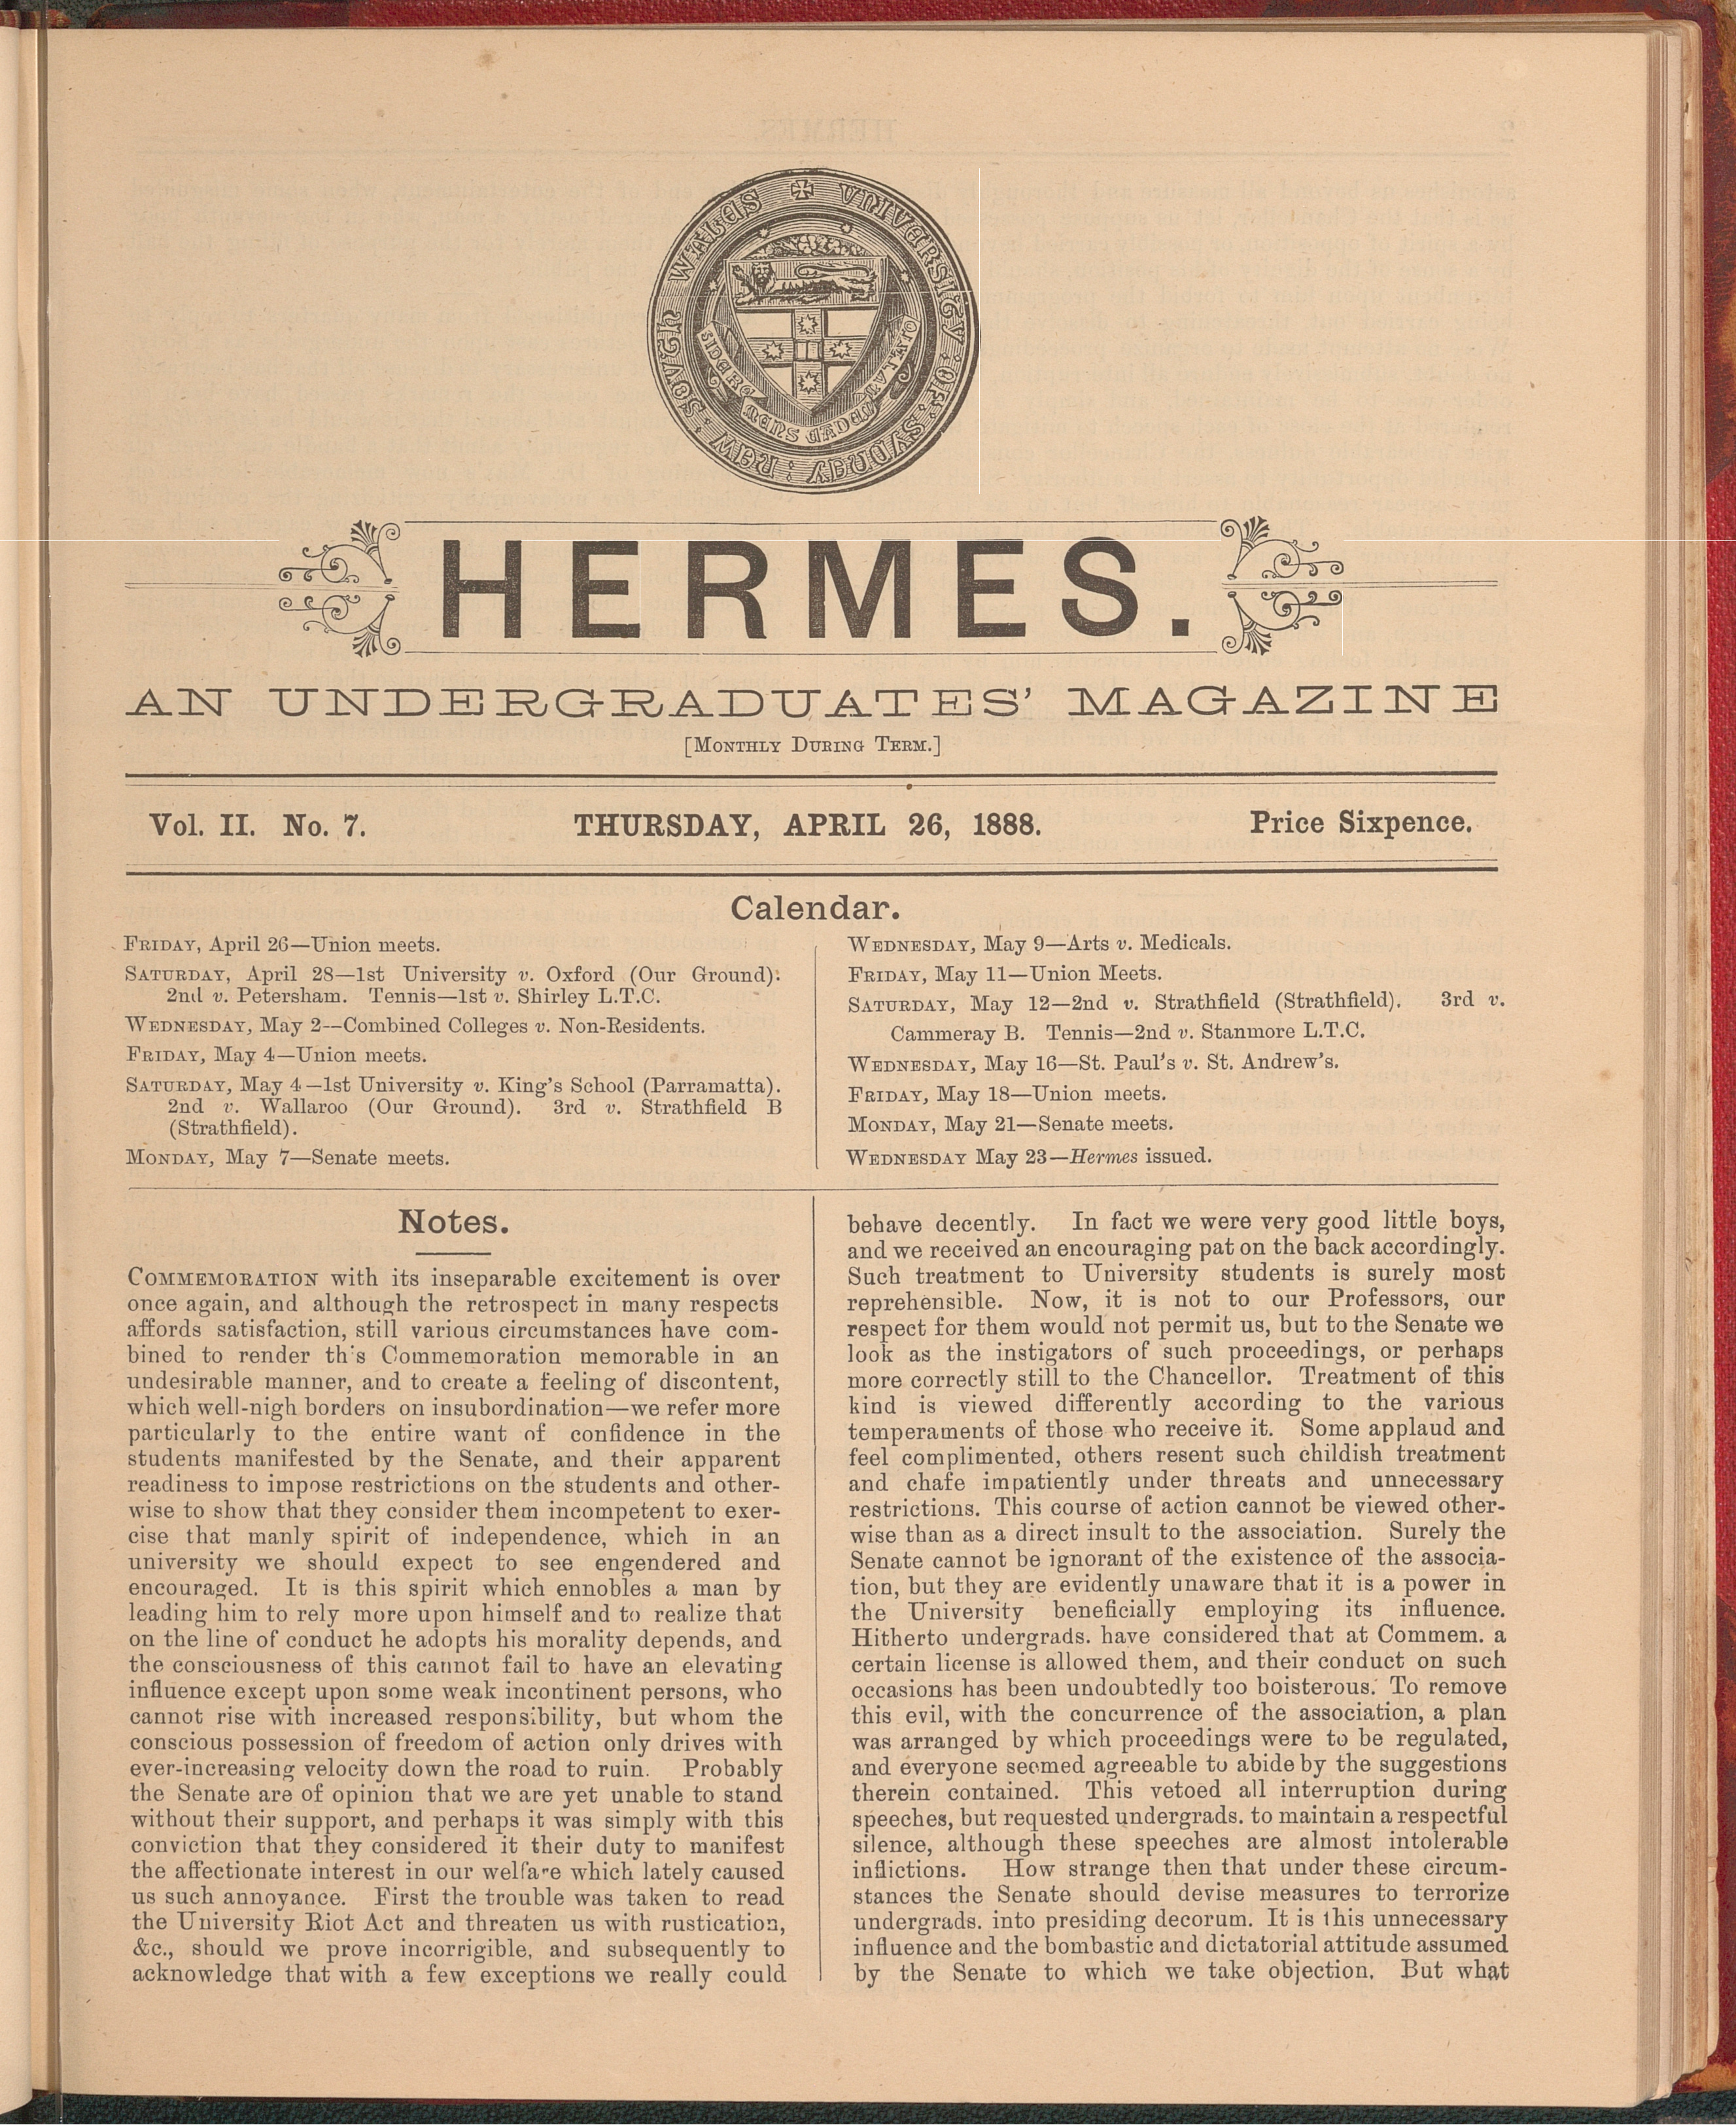 VNIVERSITY : OF : SYDNEY : NEW : SOVTH WALES
SIDERE MENS EADEM MVTATO
HERMES.
AN UNDERGRADUATES' MAGAZINE
[MONTHLY DURING TERM.]
Vol. II. No. 7. THURSDAY, APRIL 26, 1888. Price Sixpence.
Calendar.
FRIDAY, April 26—Union meets.
SATURDAY, April 28—1st University v. Oxford (Our Ground).
2nd v. Petersham. Tennis—1st v. Shirley L.T.C.
WEDNESDAY, May 2--Combined Colleges v. Non-Residents.
FRIDAY, May 4—Union meets.
SATURDAY, May 4—1st University v. King's School (Parramatta).
2nd v. Wallaroo (Our Ground). 3rd v. Strathfield B
(Strathfield).
MONDAY, May 7—Senate meets.
WEDNESDAY, May 9—Arts v. Medicals.
FRIDAY, May 11—Union Meets.
SATURDAY, May 12—2nd v. Strathfield (Strathfield). 3rd v.
Cammeray B. Tennis—2nd v. Stanmore L.T.C.
WEDNESDAY, May 16—St. Paul's v. St. Andrew's.
FRIDAY, May 18—Union meets.
MONDAY, May 21—Senate meets.
WEDNESDAY May 23—Hermes issued.
Notes.
COMMEMORATION with its inseparable excitement is over
once again, and although the retrospect in many respects
affords satisfaction, still various circumstances have com-
bined to render this Commemoration memorable in an
undesirable manner, and to create a feeling of discontent,
which well-nigh borders on insubordination—we refer more
particularly to the entire want of confidence in the
students manifested by the Senate, and their apparent
readiness to impose restrictions on the students and other-
wise to show that they consider them incompetent to exer-
cise that manly spirit of independence, which in an
university we should expect to see engendered and
encouraged. It is this spirit which ennobles a man by
leading him to rely more upon himself and to realize that
on the line of conduct he adopts his morality depends, and
the consciousness of this cannot fail to have an elevating
influence except upon some weak incontinent persons, who
cannot rise with increased responsibility, but whom the
conscious possession of freedom of action only drives with
ever-increasing velocity down the road to ruin. Probably
the Senate are of opinion that we are yet unable to stand
without their support, and perhaps it was simply with this
conviction that they considered it their duty to manifest
the affectionate interest in our welfare which lately caused
us such annoyance. First the trouble was taken to read
the University Riot Act and threaten us with rustication,
&c., should we prove incorrigible, and subsequently to
acknowledge that with a few exceptions we really could
behave decently. In fact we were very good little boys,
and we received an encouraging pat on the back accordingly.
Such treatment to University students is surely most
reprehensible. Now, it is not to our Professors, our
respect for them would not permit us, but to the Senate we
look as the instigators of such proceedings, or perhaps
more correctly still to the Chancellor. Treatment of this
kind is viewed differently according to the various
temperaments of those who receive it. Some applaud and
feel complimented, others resent such childish treatment
and chafe impatiently under threats and unnecessary
restrictions. This course of action cannot be viewed other-
wise than as a direct insult to the association. Surely the
Senate cannot be ignorant of the existence of the associa-
tion, but they are evidently unaware that it is a power in
the University beneficially employing its influence.
Hitherto undergrads. have considered that at Commem. a
certain license is allowed them, and their conduct on such
occasions has been undoubtedly too boisterous. To remove
this evil, with the concurrence of the association, a plan
was arranged by which proceedings were to be regulated,
and everyone seemed agreeable to abide by the suggestions
therein contained. This vetoed all interruption during
speeches, but requested undergrads. to maintain a respectful
silence, although these speeches are almost intolerable
inflictions. How strange then that under these circum-
stances the Senate should devise measures to terrorize
undergrads. into presiding decorum. It is this unnecessary
influence and the bombastic and dictatorial attitude assumed
by the Senate to which we take objection. But what